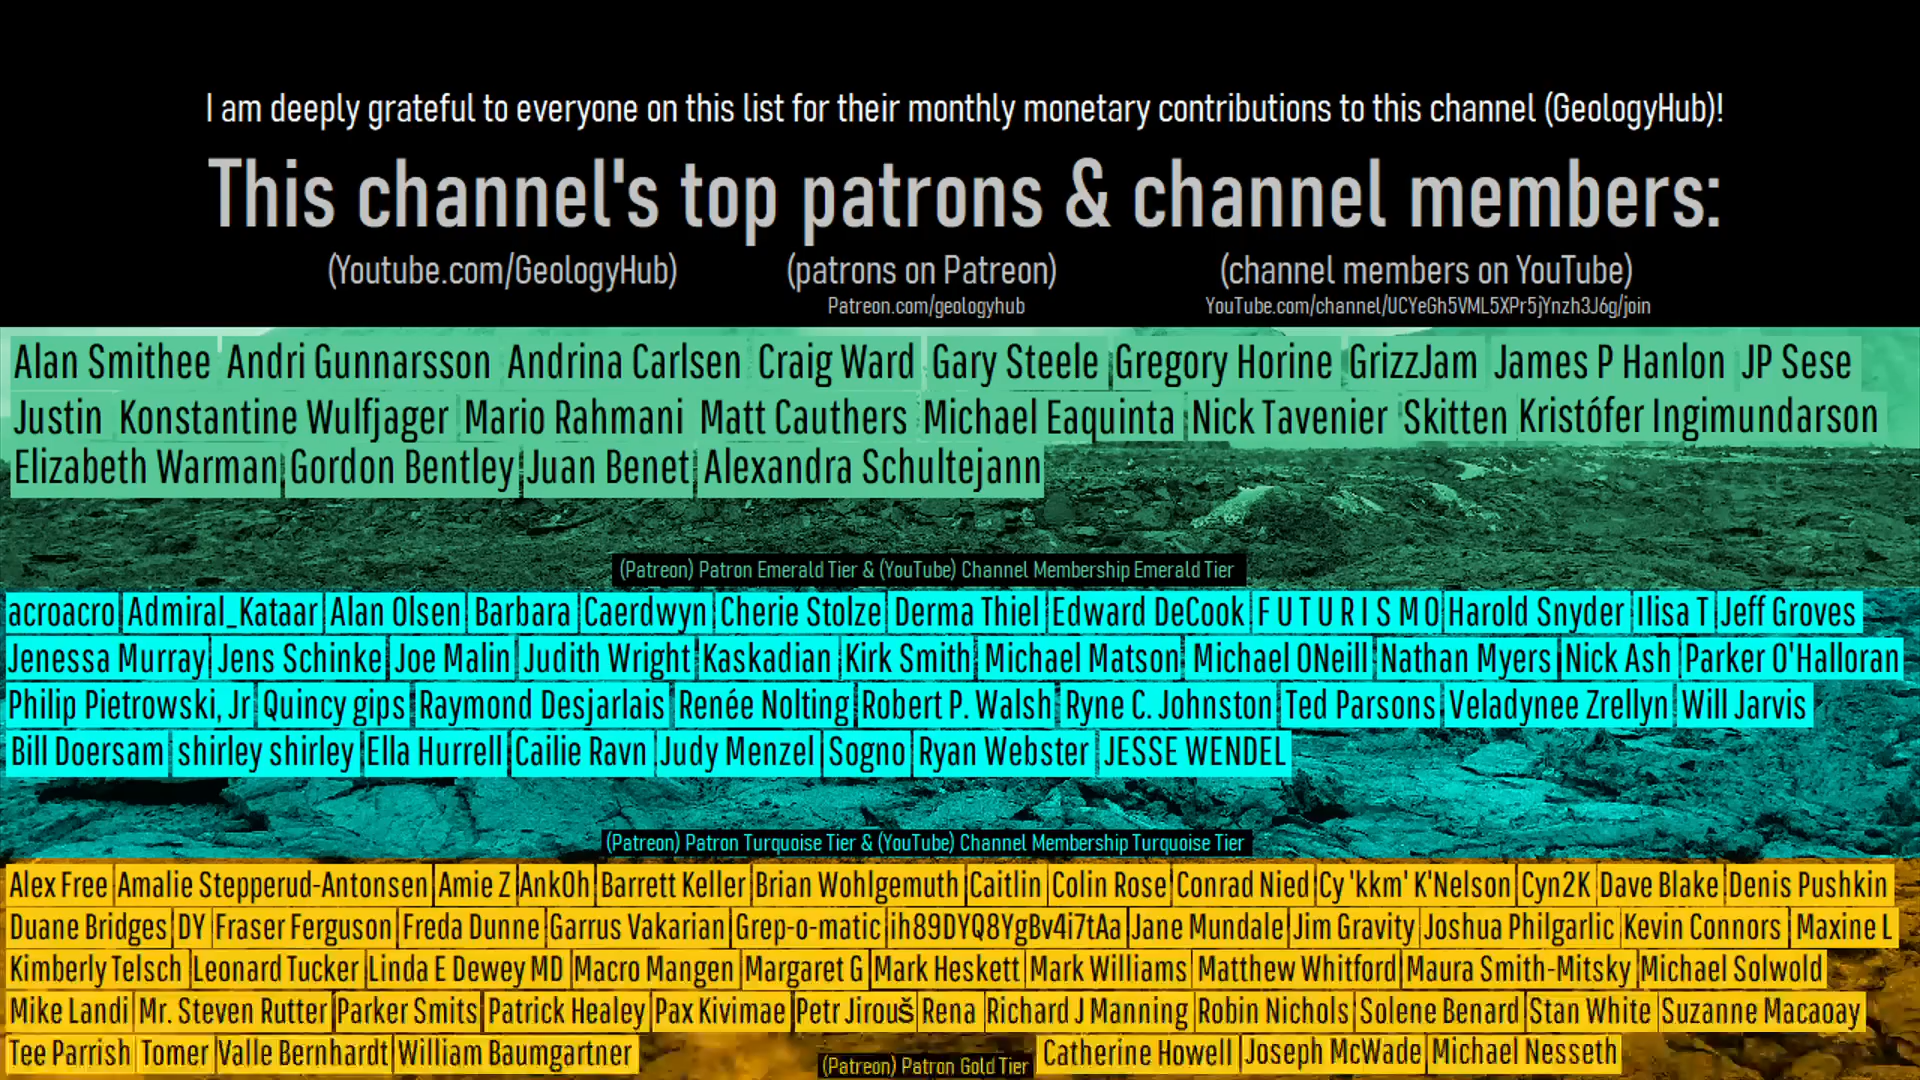 I am deeply grateful to everyone on this list for their monthly monetary contributions to this channel (GeologyHub)!
This channel's top patrons & channel members:
(Youtube.com/GeologyHub) (patrons on Patreon) (channel members on YouTube)
Patreon.com/geologyhub YouTube.com/channel/UCYeGh5VML5XPr5jYnzh3J6g/join
Alan Smithee Andri Gunnarsson Andrina Carlsen Craig Ward Gary Steele Gregory Horine GrizzJam James P Hanlon JP Sese
Justin Konstantine Wulfjager Mario Rahmani Matt Cauthers Michael Eaquinta Nick Tavenier Skitten Kristófer Ingimundarson
Elizabeth Warman Gordon Bentley Juan Benet Alexandra Schultejann
(Patreon) Patron Emerald Tier & (YouTube) Channel Membership Emerald Tier
acroacro Admiral_Kataar Alan Olsen Barbara Caerdwyn Cherie Stolze Derma Thiel Edward DeCook F U T U R I S M O Harold Snyder Ilisa T Jeff Groves
Jenessa Murray Jens Schinke Joe Malin Judith Wright Kaskadian Kirk Smith Michael Matson Michael ONeill Nathan Myers Nick Ash Parker O'Halloran
Philip Pietrowski, Jr Quincy gips Raymond Desjarlais Renée Nolting Robert P. Walsh Ryne C. Johnston Ted Parsons Veladynee Zrellyn Will Jarvis
Bill Doersam shirley shirley Ella Hurrell Cailie Ravn Judy Menzel Sogno Ryan Webster JESSE WENDEL
(Patreon) Patron Turquoise Tier & (YouTube) Channel Membership Turquoise Tier
Alex Free Amalie Stepperud-Antonsen Amie Z AnkOh Barrett Keller Brian Wohlgemuth Caitlin Colin Rose Conrad Nied Cy 'kkm' K'Nelson Cyn2K Dave Blake Denis Pushkin
Duane Bridges DY Fraser Ferguson Freda Dunne Garrus Vakarian Grep-o-matic ih89DYQ8YgBv4i7tAa Jane Mundale Jim Gravity Joshua Philgarlic Kevin Connors Maxine L
Kimberly Telsch Leonard Tucker Linda E Dewey MD Macro Mangen Margaret G Mark Heskett Mark Williams Matthew Whitford Maura Smith-Mitsky Michael Solwold
Mike Landi Mr. Steven Rutter Parker Smits Patrick Healey Pax Kivimae Petr Jirouš Rena Richard J Manning Robin Nichols Solene Benard Stan White Suzanne Macaoay
Tee Parrish Tomer Valle Bernhardt William Baumgartner (Patreon) Patron Gold Tier Catherine Howell Joseph McWade Michael Nesseth